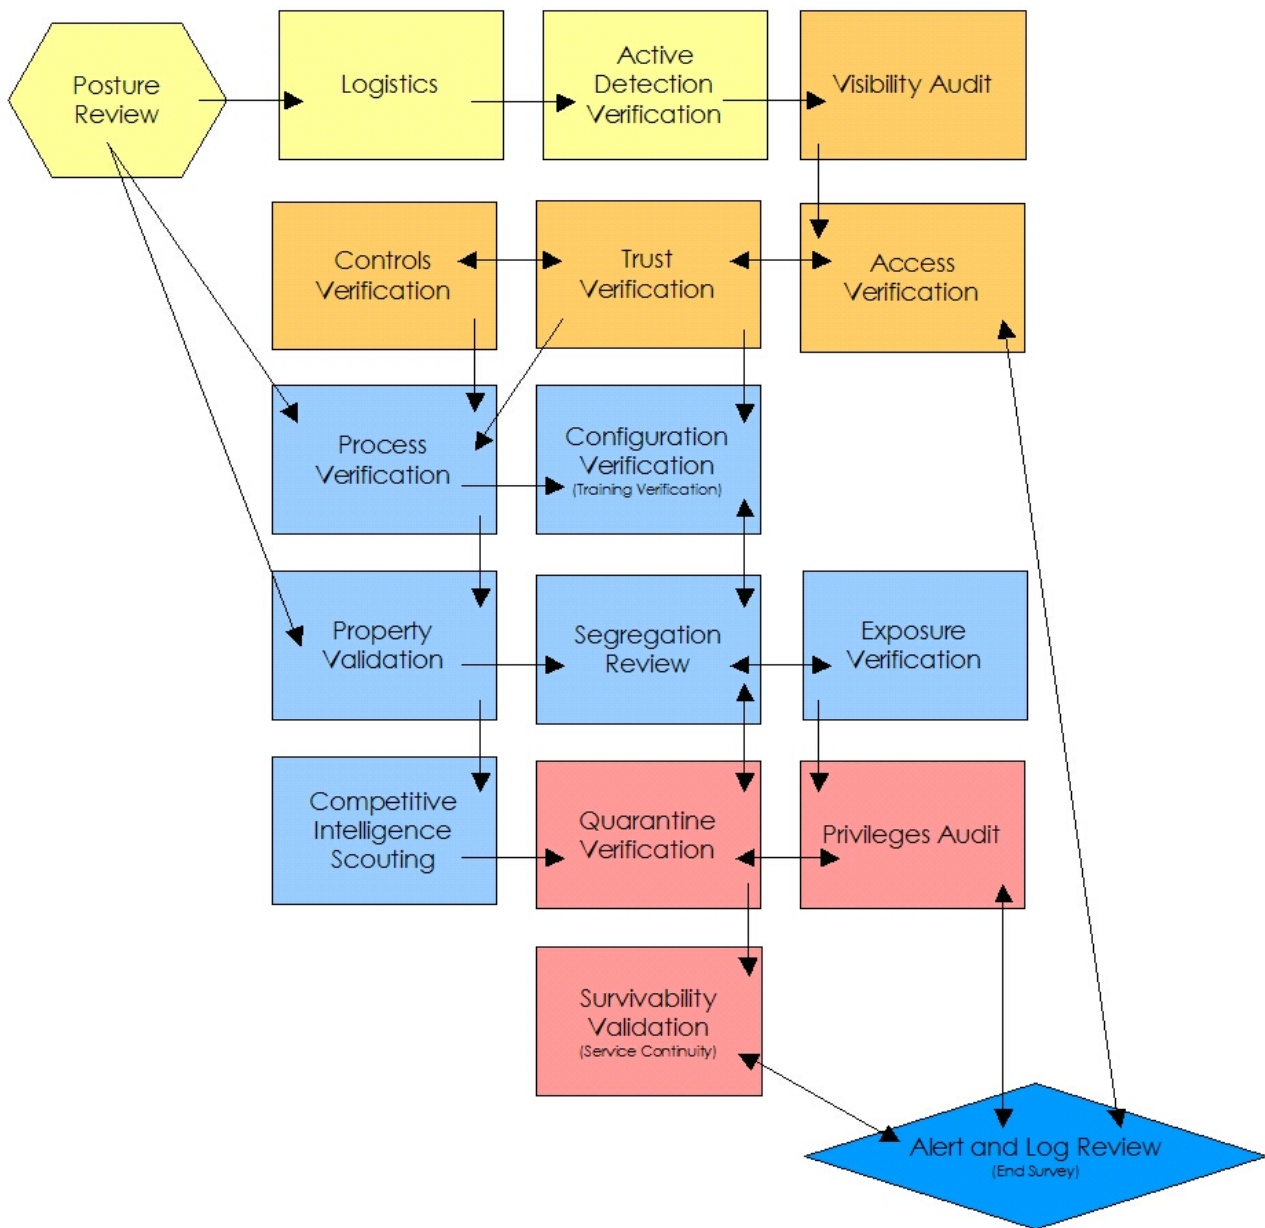 Posture
Review
Logistics
Active
Detection
Verification
Visibility Audit
Controls
Verification
Trust
Verification
Access
Verification
Process
Verification
Configuration
Verification
(Training Verification)
Property
Validation
Segregation
Review
Exposure
Verification
Competitive
Intelligence
Scouting
Quarantine
Verification
Privileges Audit
Survivability
Validation
(Service Continuity)
Alert and Log Review
(End Survey)